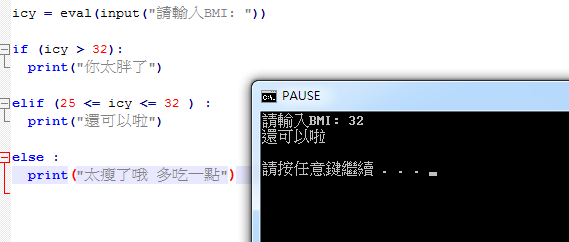 icy = eval(input("請輸入BMI: "))
if (icy > 32):
print("你太胖了")
elif (25 <= icy <= 32 ) :
print("還可以啦")
else :
print("太瘦了哦 多吃一點")
PAUSE
請輸入BMI: 32
還可以啦
請按任意鍵繼續 . . .